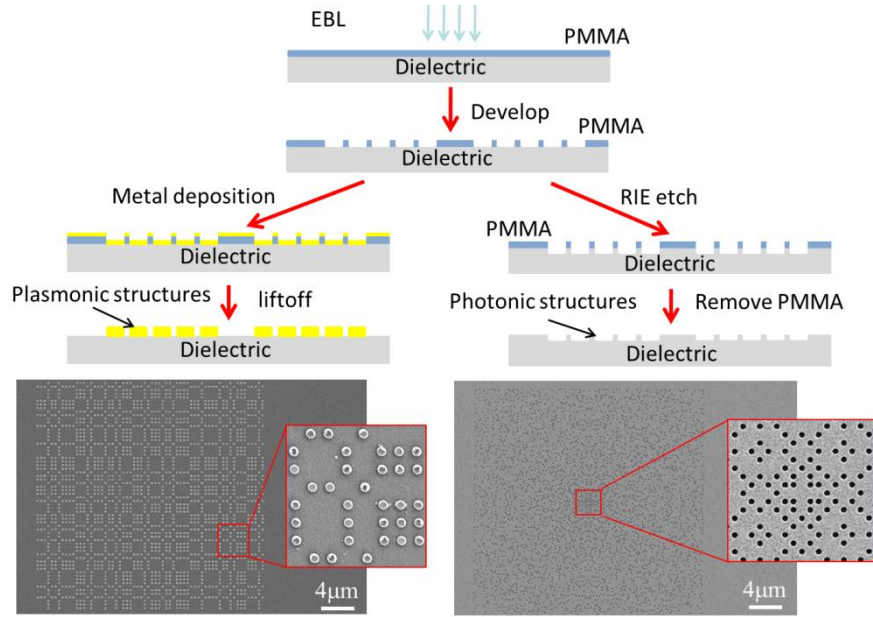 EBL
PMMA
Dielectric
Develop
PMMA
Dielectric
Metal deposition
RIE etch
PMMA
Dielectric
Dielectric
Plasmonic structures
liftoff
Photonic structures
Remove PMMA
Dielectric
Dielectric
4μm
4μm